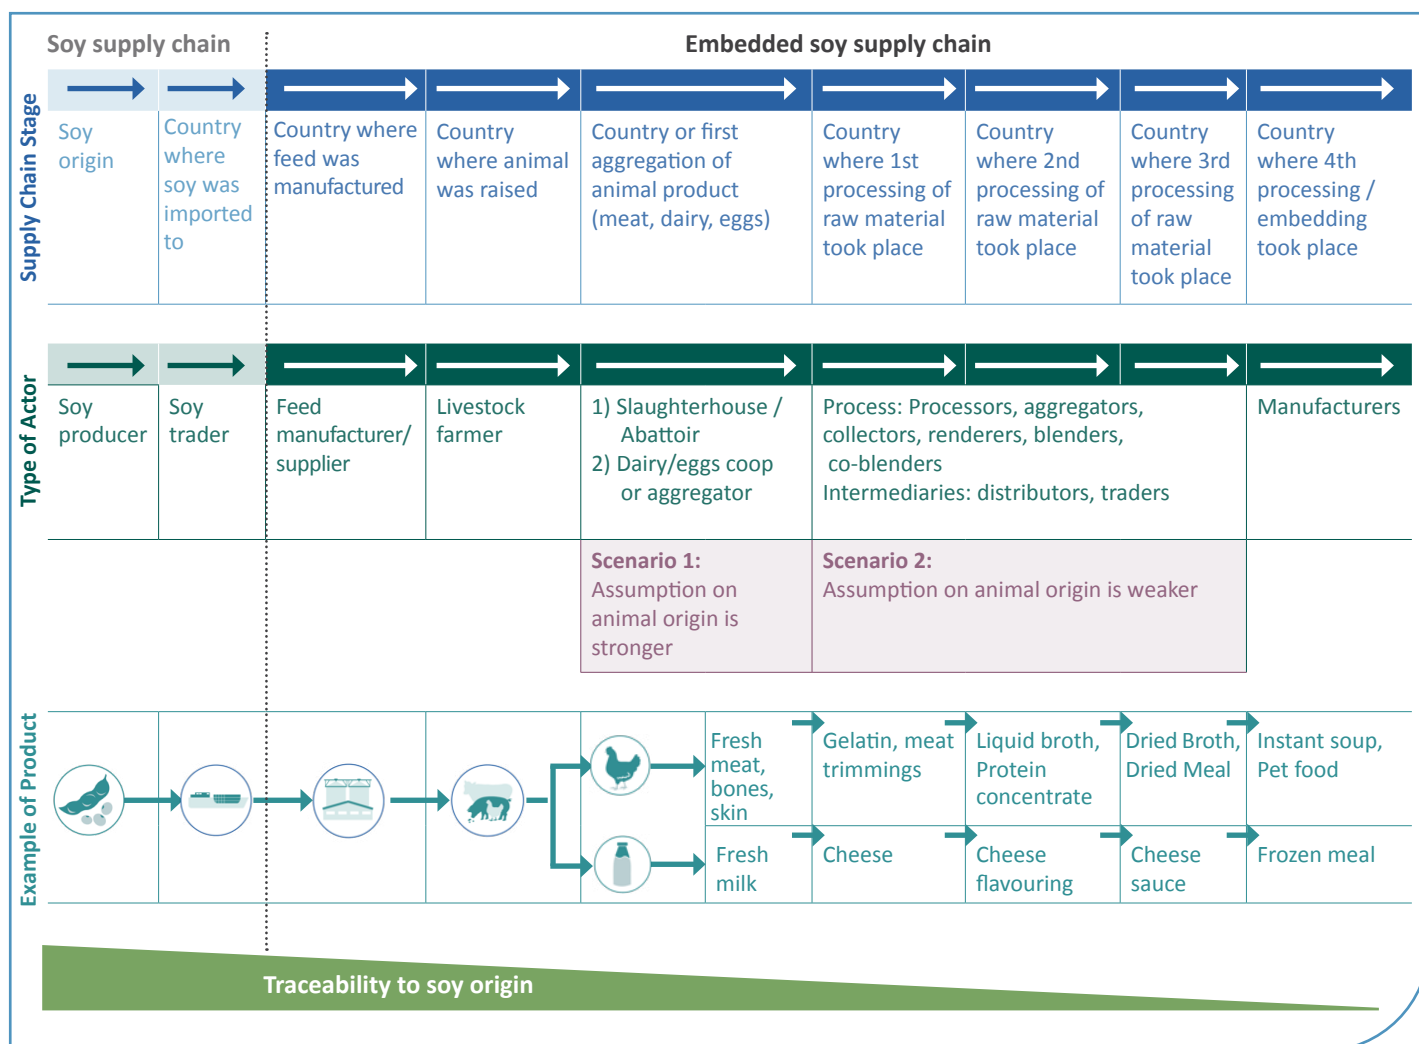 Soy supply chain
Embedded soy supply chain
Supply Chain Stage
Soy
origin
Country
where
soy was
imported
to
Country where
feed was
manufactured
Country
where animal
was raised
Country or first
aggregation of
animal product
(meat, dairy, eggs)
Country
where 1st
processing of
raw material
took place
Country
where 2nd
processing of
raw material
took place
Country
where 3rd
processing
of raw
material
took place
Country
where 4th
processing /
embedding
took place
Type of Actor
Soy
producer
Soy
trader
Feed
manufacturer/
supplier
Livestock
farmer
1) Slaughterhouse /
Abattoir
2) Dairy/eggs coop
or aggregator
Process: Processors, aggregators,
collectors, renderers, blenders,
co-blenders
Intermediaries: distributors, traders
Manufacturers
Scenario 1:
Assumption on
animal origin is
stronger
Scenario 2:
Assumption on animal origin is weaker
Example of Product
Fresh
meat,
bones,
skin
Gelatin, meat
trimmings
Liquid broth,
Protein
concentrate
Dried Broth,
Dried Meal
Instant soup,
Pet food
Fresh
milk
Cheese
Cheese
flavouring
Cheese
sauce
Frozen meal
Traceability to soy origin